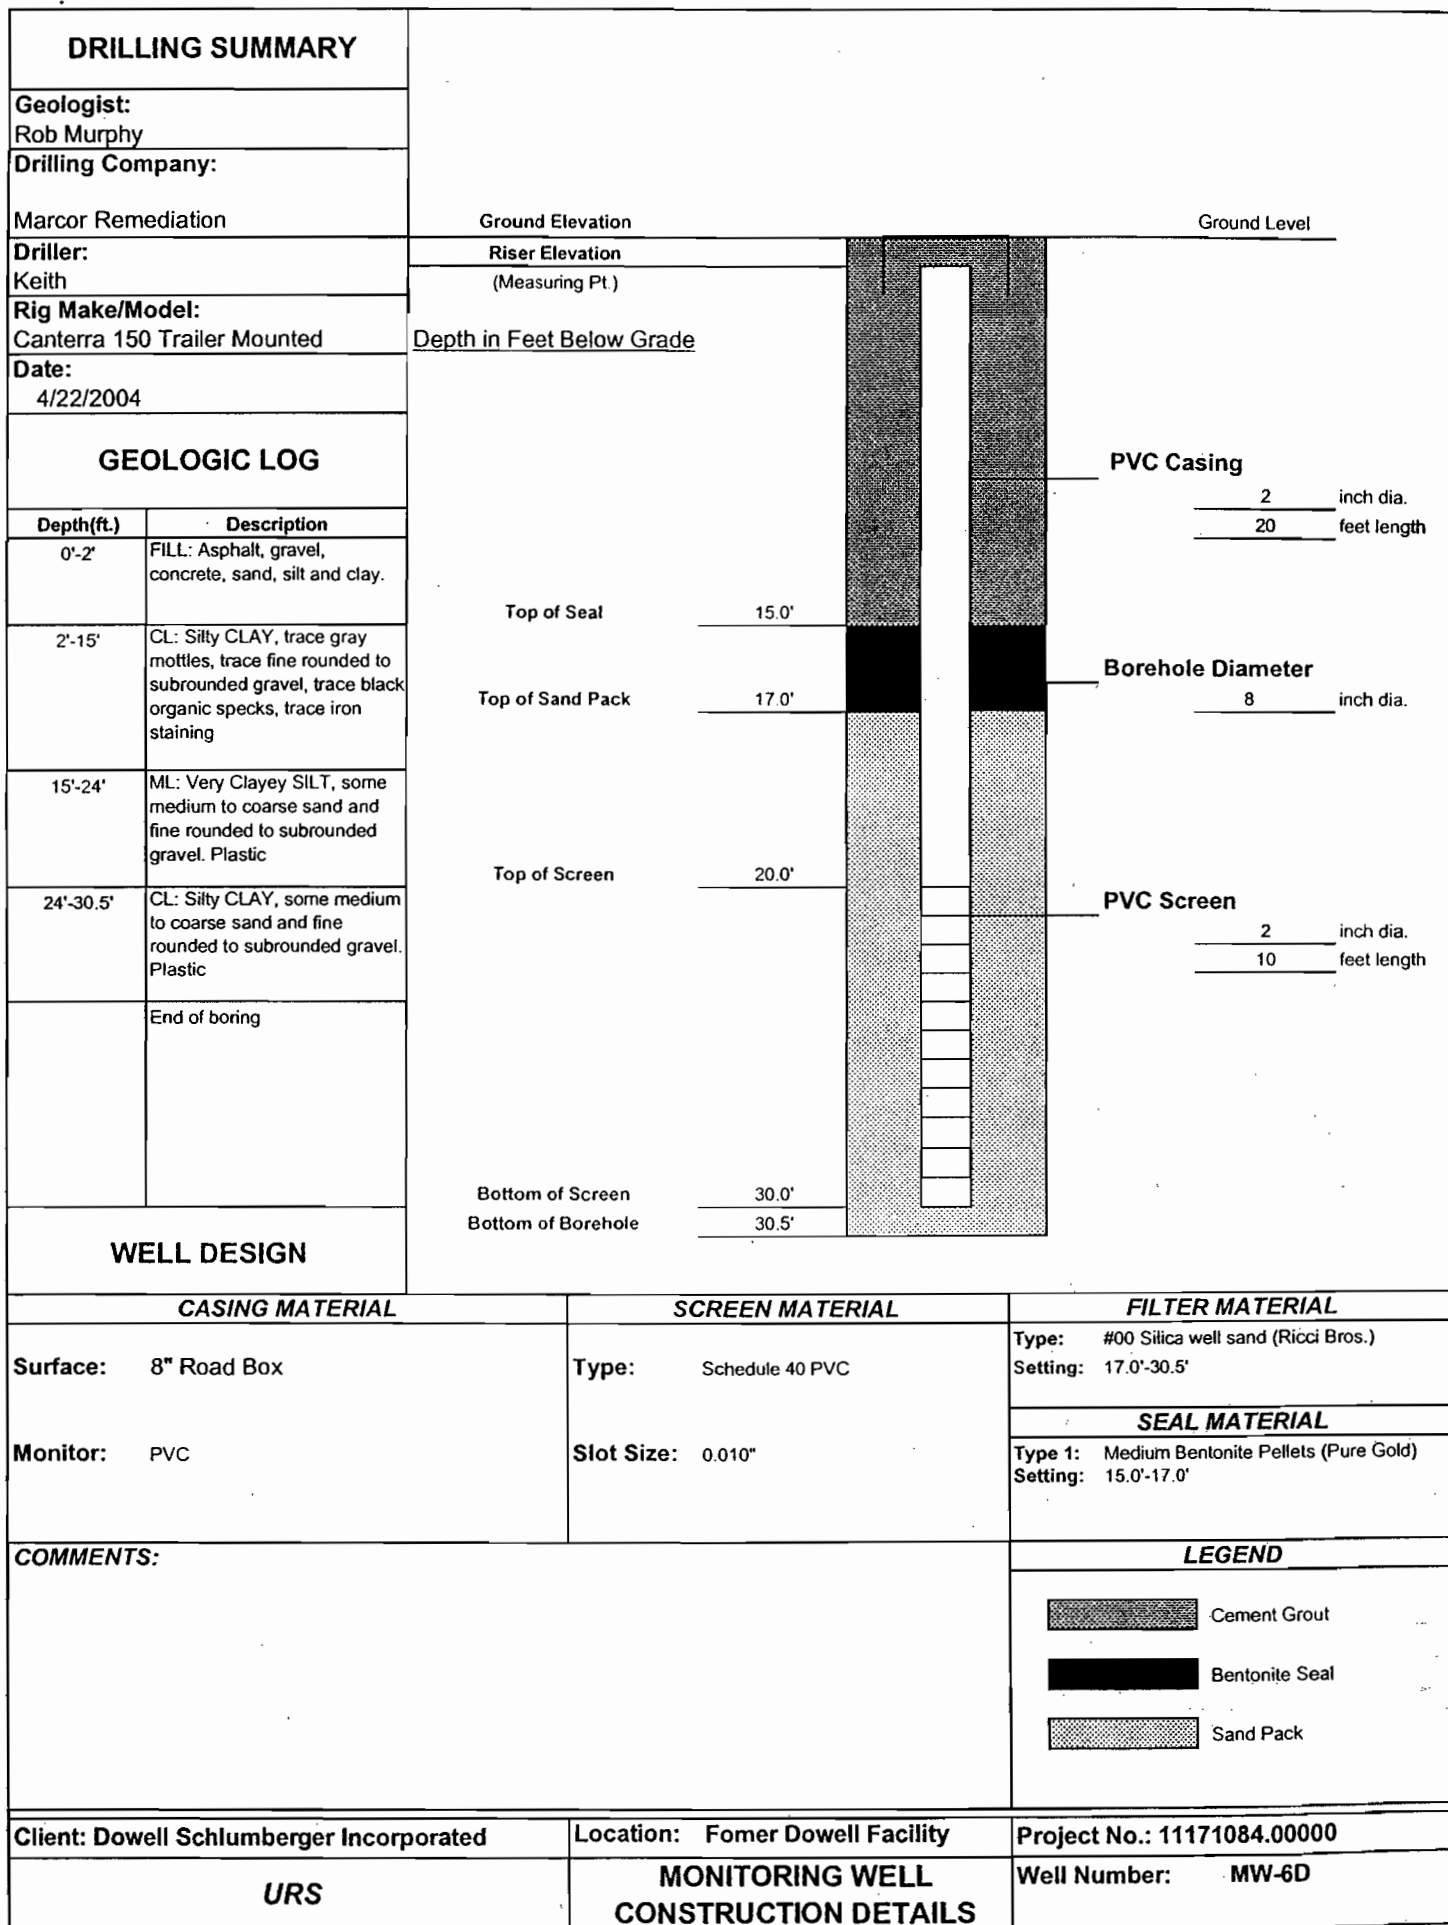 DRILLING SUMMARY
Geologist:
Rob Murphy
Drilling Company:
Marcor Remediation
Driller:
Keith
Rig Make/Model:
Canterra 150 Trailer Mounted
Date:
4/22/2004
GEOLOGIC LOG
Depth(ft.) Description
0'-2' FILL: Asphalt, gravel,
concrete, sand, silt and clay.
2'-15' CL: Silty CLAY, trace gray
mottles, trace fine rounded to
subrounded gravel, trace black
organic specks, trace iron
staining
15'-24' ML: Very Clayey SILT, some
medium to coarse sand and
fine rounded to subrounded
gravel. Plastic
24'-30.5' CL: Silty CLAY, some medium
to coarse sand and fine
rounded to subrounded gravel.
Plastic
End of boring
WELL DESIGN
Ground Elevation
Ground Level
Riser Elevation
(Measuring Pt.)
Depth in Feet Below Grade
PVC Casing
2 inch dia.
20 feet length
Top of Seal 15.0'
Borehole Diameter
Top of Sand Pack 17.0'
8 inch dia.
Top of Screen 20.0'
PVC Screen
2 inch dia.
10 feet length
Bottom of Screen 30.0'
Bottom of Borehole 30.5'
CASING MATERIAL
Surface: 8" Road Box
Monitor: PVC
SCREEN MATERIAL
Type: Schedule 40 PVC
Slot Size: 0.010"
FILTER MATERIAL
Type: #00 Silica well sand (Ricci Bros.)
Setting: 17.0'-30.5'
SEAL MATERIAL
Type 1: Medium Bentonite Pellets (Pure Gold)
Setting: 15.0'-17.0'
COMMENTS:
LEGEND
Cement Grout
Bentonite Seal
Sand Pack
Client: Dowell Schlumberger Incorporated
Location: Fomer Dowell Facility
Project No.: 11171084.00000
URS
MONITORING WELL
CONSTRUCTION DETAILS
Well Number: MW-6D